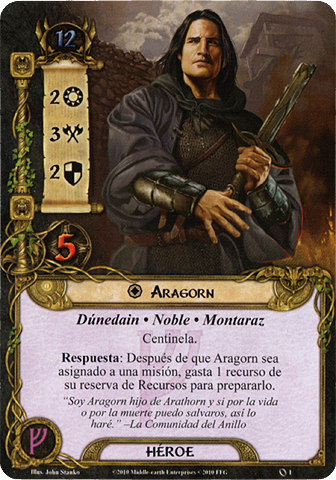 12
2
3
2
5
Aragorn
Dúnedain • Noble • Montaraz
Centinela.
Respuesta: Después de que Aragorn sea
asignado a una misión, gasta 1 recurso de
su reserva de Recursos para prepararlo.
"Soy Aragorn hijo de Arathorn y si por la vida
o por la muerte puedo salvaros, así lo
haré." –La Comunidad del Anillo
HÉROE
Illus. John Stanko
©2010 Middle-earth Enterprises ©2010 FFG
1